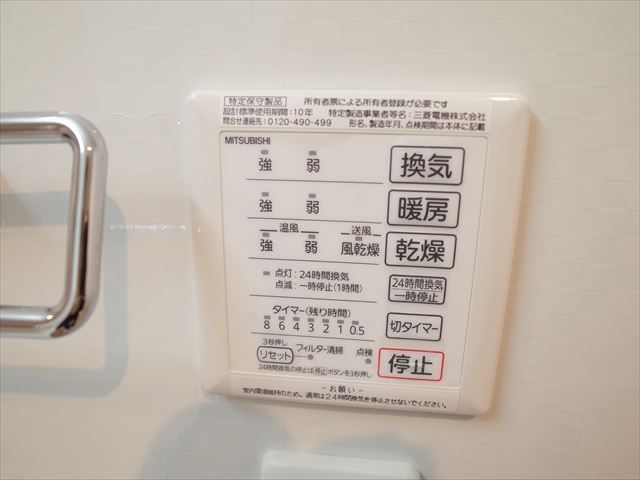 特定保守製品 所有者票による所有者登録が必要です
設計標準使用期間：10年 特定製造事業者等名：三菱電機株式会社
問合せ連絡先：0120-490-499 形名、製造年月、点検期間は本体に記載
MITSUBISHI
強 弱 換気
強 弱 暖房
温風 送風
強 弱 風乾燥 乾燥
点灯：24時間換気
点滅：一時停止(1時間)
24時間換気
一時停止
タイマー(残り時間)
8 6 4 3 2 1 0.5 切タイマー
3秒押し
リセット フィルター清掃 点検 停止
24時間換気の停止は停止ボタンを3秒押し
－お願い－
室内環境維持のため、通常は24時間換気を停止させないでください。